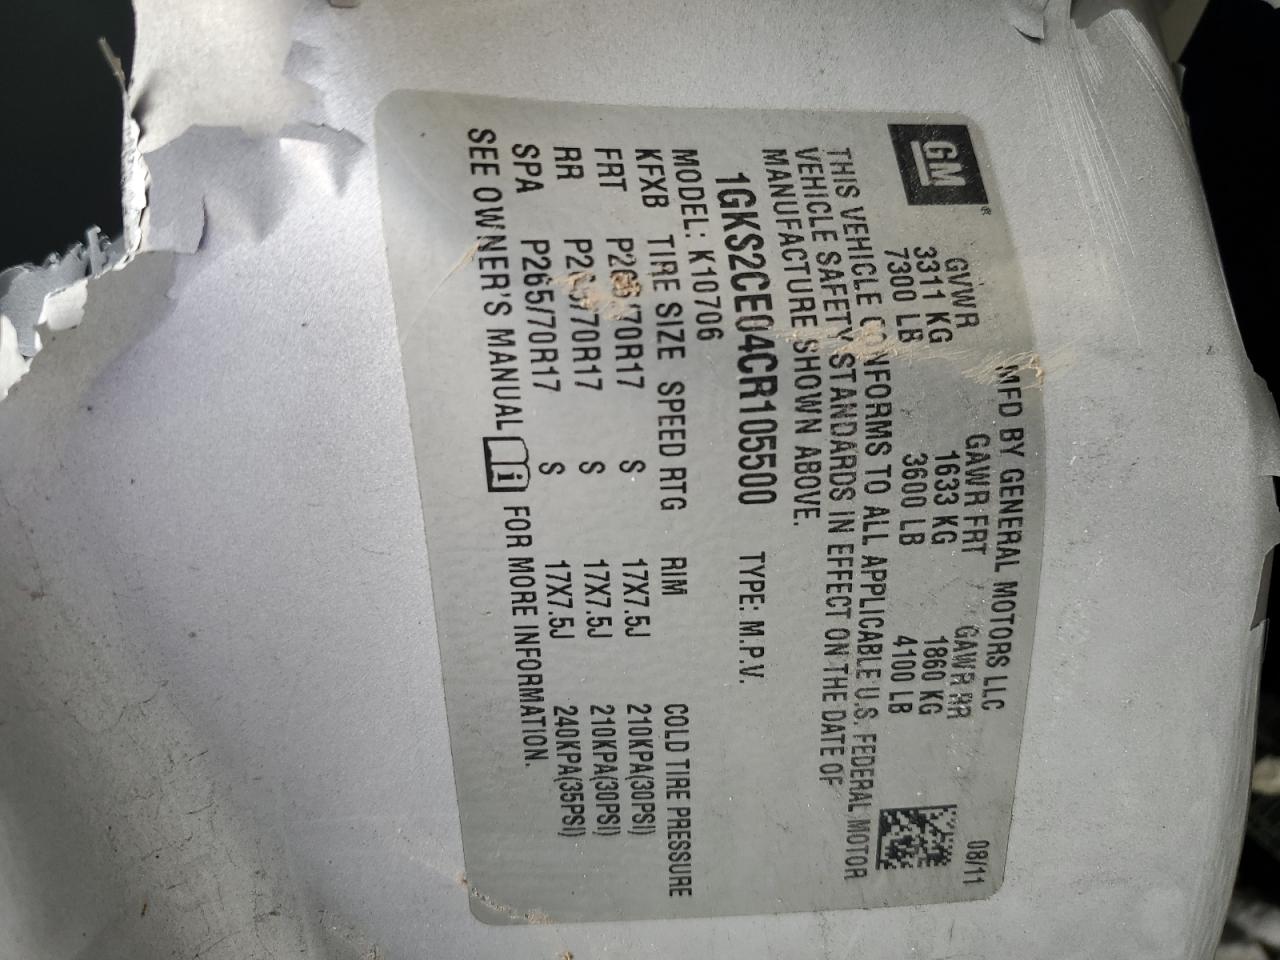 GM®
MFD BY GENERAL MOTORS LLC
08/11
GVWR GAWR FRT GAWR RR
3311 KG 1633 KG 1860 KG
7300 LB 3600 LB 4100 LB
THIS VEHICLE CONFORMS TO ALL APPLICABLE U.S. FEDERAL MOTOR
VEHICLE SAFETY STANDARDS IN EFFECT ON THE DATE OF
MANUFACTURE SHOWN ABOVE.
1GKS2CE04CR105500 TYPE: M.P.V.
MODEL: K10706
KFXB TIRE SIZE SPEED RTG RIM COLD TIRE PRESSURE
FRT P265/70R17 S 17X7.5J 210KPA(30PSI)
RR P265/70R17 S 17X7.5J 210KPA(30PSI)
SPA P265/70R17 S 17X7.5J 240KPA(35PSI)
SEE OWNER'S MANUAL i FOR MORE INFORMATION.